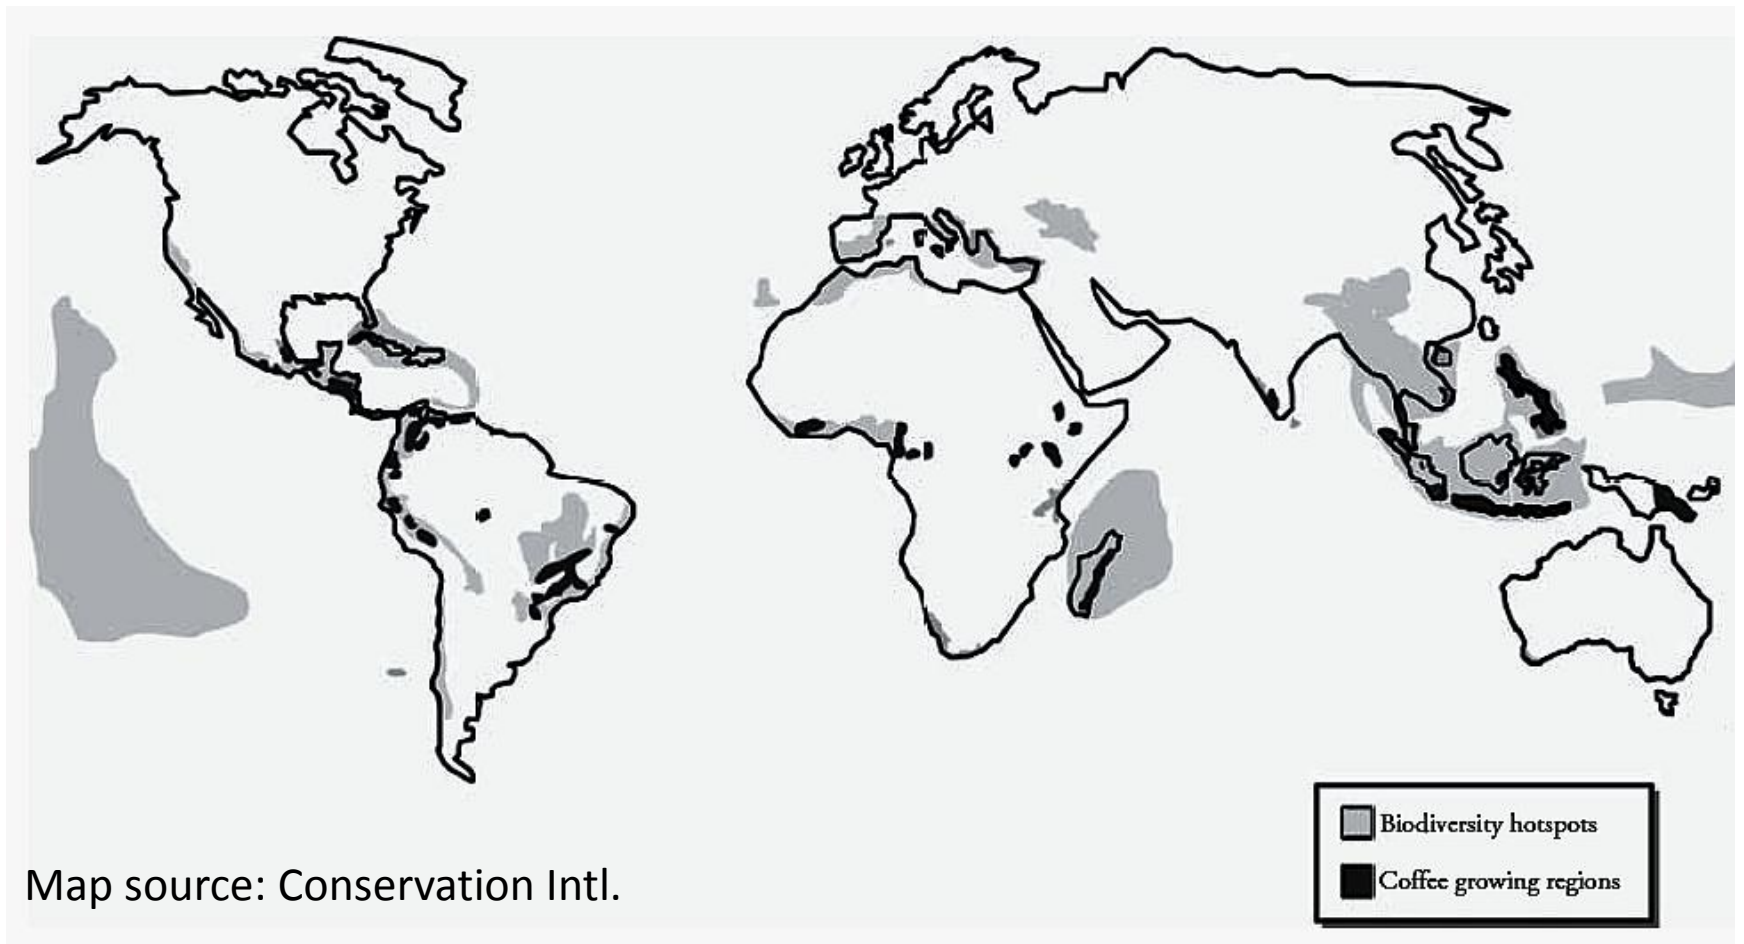 Biodiversity hotspots
Coffee growing regions
Map source: Conservation Intl.